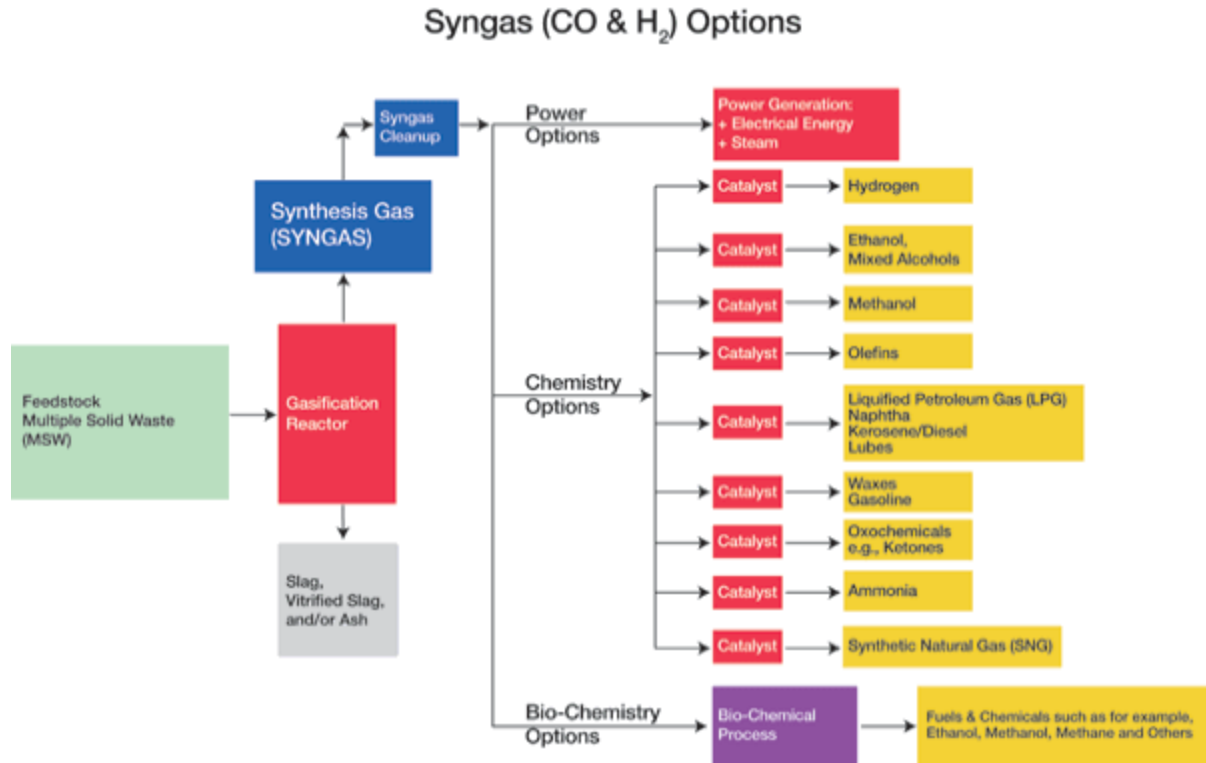 Syngas (CO & H₂) Options
Syngas
Cleanup
Power
Options
Power Generation:
+ Electrical Energy
+ Steam
Synthesis Gas
(SYNGAS)
Catalyst
Hydrogen
Catalyst
Ethanol,
Mixed Alcohols
Catalyst
Methanol
Catalyst
Olefins
Feedstock
Multiple Solid Waste
(MSW)
Gasification
Reactor
Chemistry
Options
Catalyst
Liquified Petroleum Gas (LPG)
Naphtha
Kerosene/Diesel
Lubes
Catalyst
Waxes
Gasoline
Catalyst
Oxochemicals
e.g., Ketones
Slag,
Vitrified Slag,
and/or Ash
Catalyst
Ammonia
Catalyst
Synthetic Natural Gas (SNG)
Bio-Chemistry
Options
Bio-Chemical
Process
Fuels & Chemicals such as for example,
Ethanol, Methanol, Methane and Others